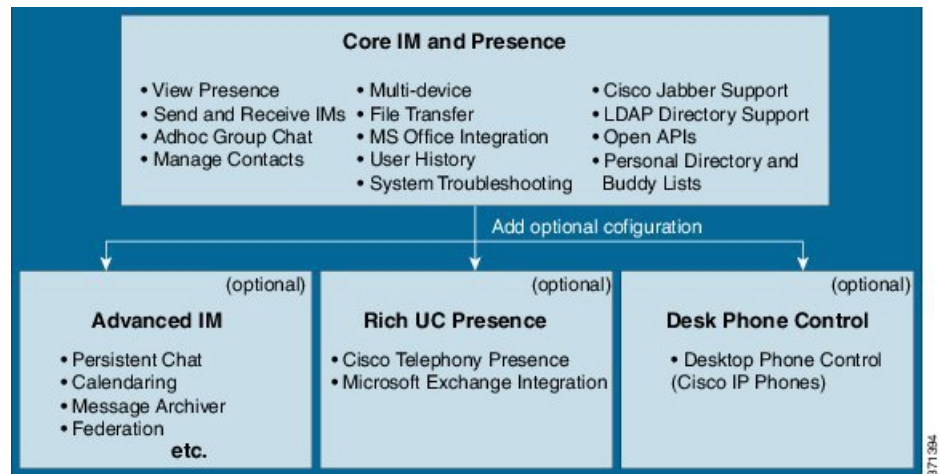 Core IM and Presence
• View Presence
• Send and Receive IMs
• Adhoc Group Chat
• Manage Contacts
• Multi-device
• File Transfer
• MS Office Integration
• User History
• System Troubleshooting
• Cisco Jabber Support
• LDAP Directory Support
• Open APIs
• Personal Directory and
Buddy Lists
Add optional cofiguration
(optional)
Advanced IM
• Persistent Chat
• Calendaring
• Message Archiver
• Federation
etc.
(optional)
Rich UC Presence
• Cisco Telephony Presence
• Microsoft Exchange Integration
(optional)
Desk Phone Control
• Desktop Phone Control
(Cisco IP Phones)
371394